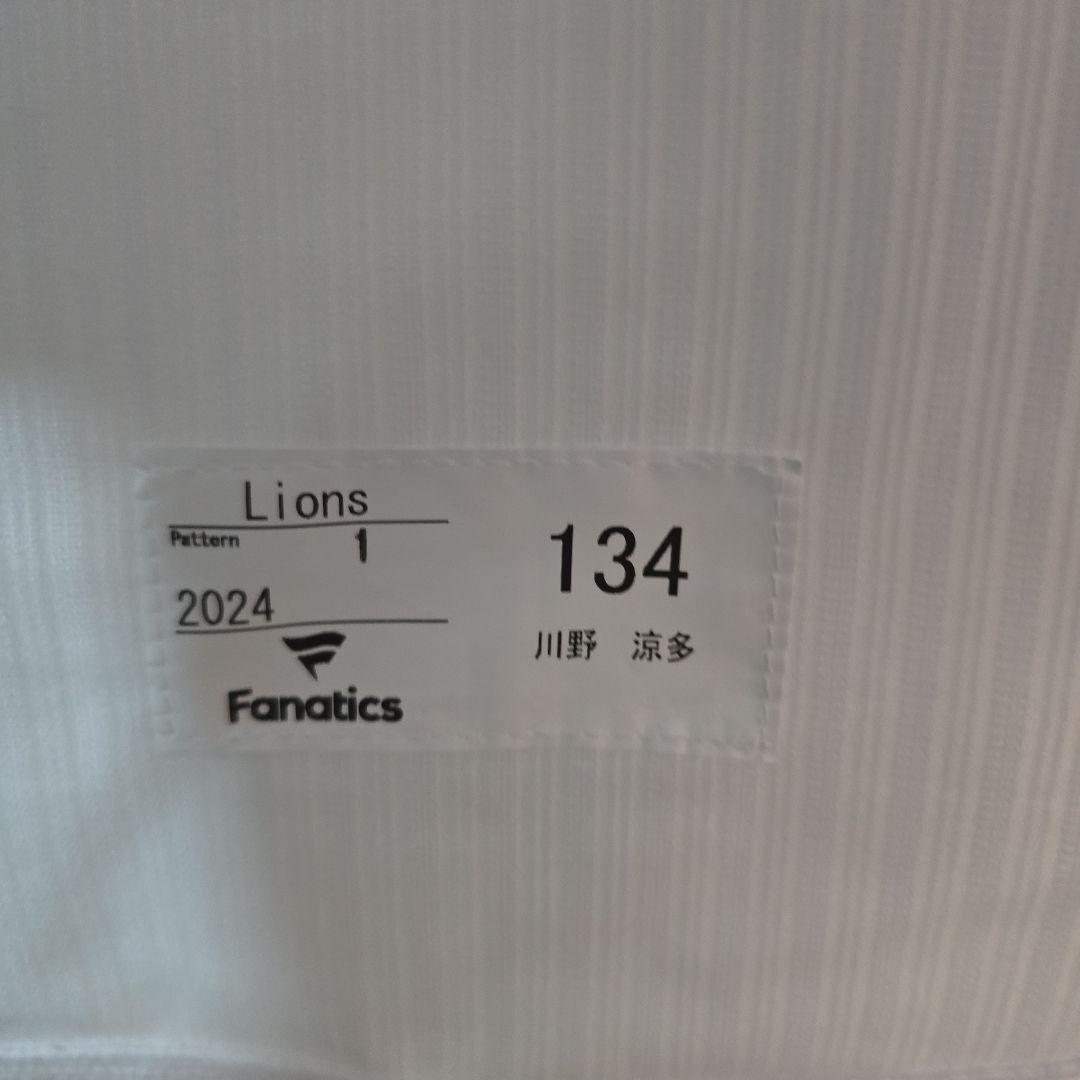 Lions
Pattern 1
2024
Fanatics
134
川野 涼多